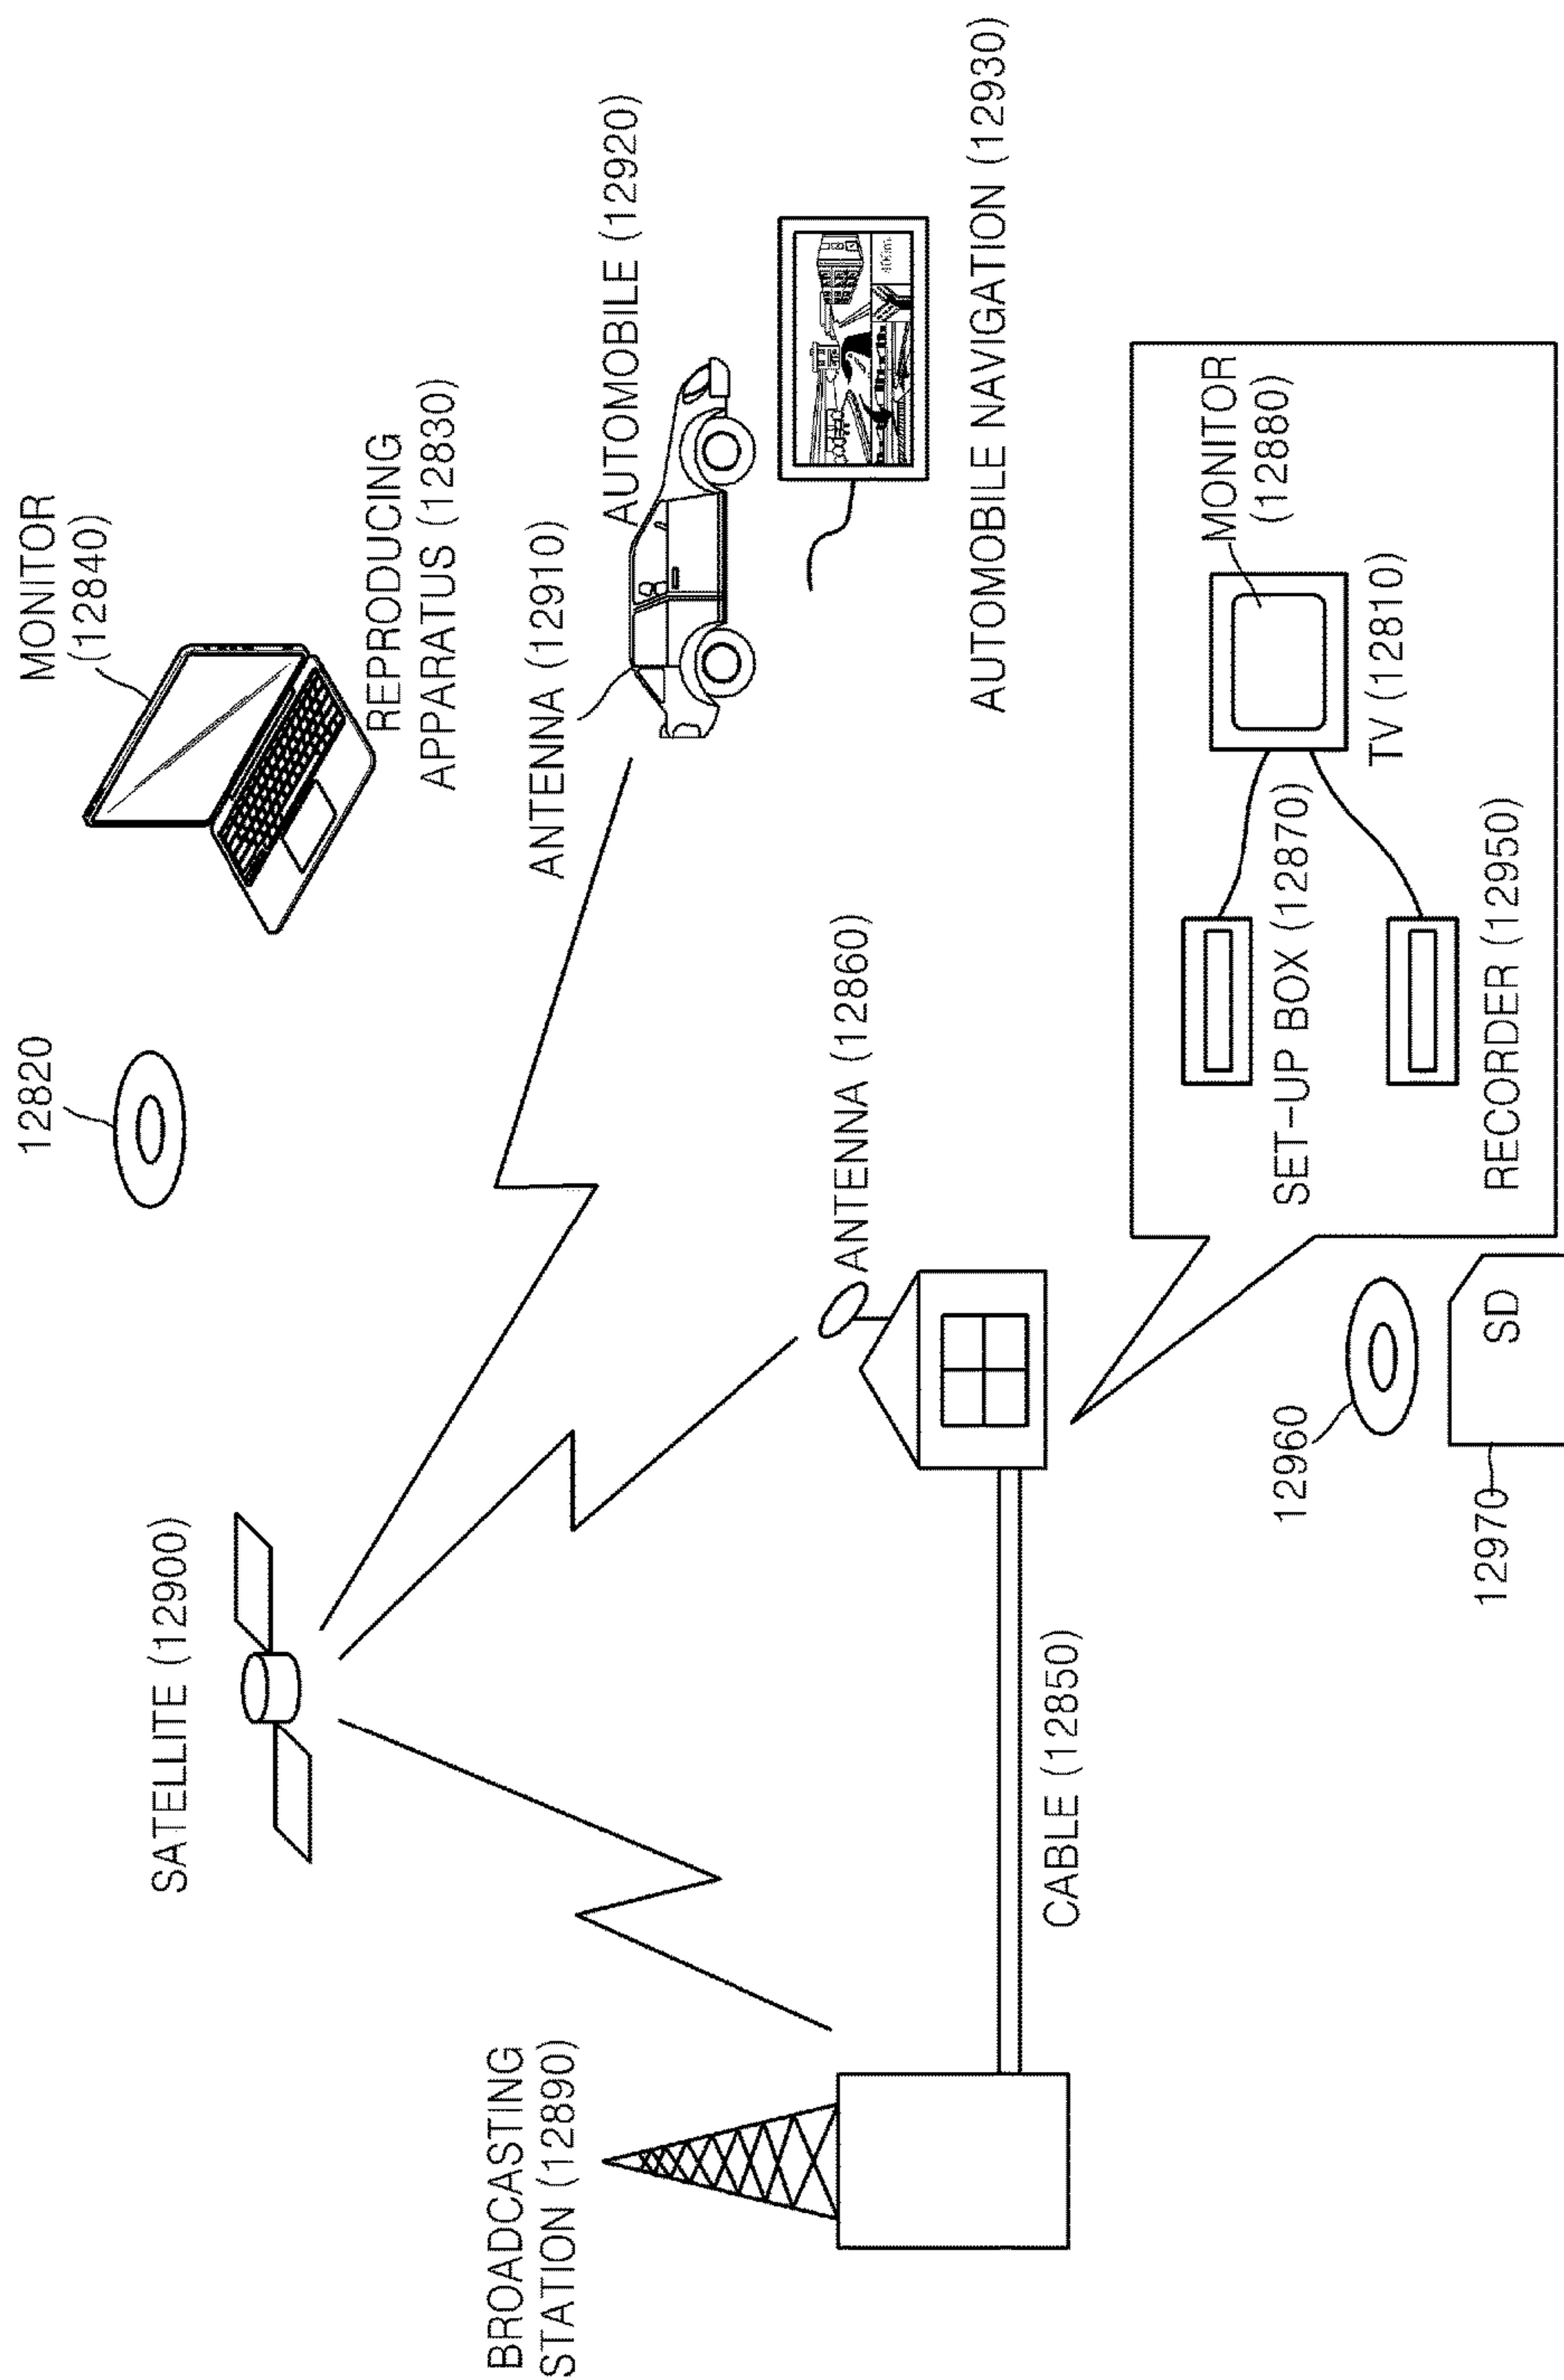 SATELLITE (12900)
12820
MONITOR
(12840)
REPRODUCING
APPARATUS (12830)
BROADCASTING
STATION (12890)
ANTENNA (12910)
AUTOMOBILE (12920)
400m
AUTOMOBILE NAVIGATION (12930)
ANTENNA (12860)
CABLE (12850)
MONITOR
(12880)
SET-UP BOX (12870)
TV (12810)
RECORDER (12950)
12960
12970
SD